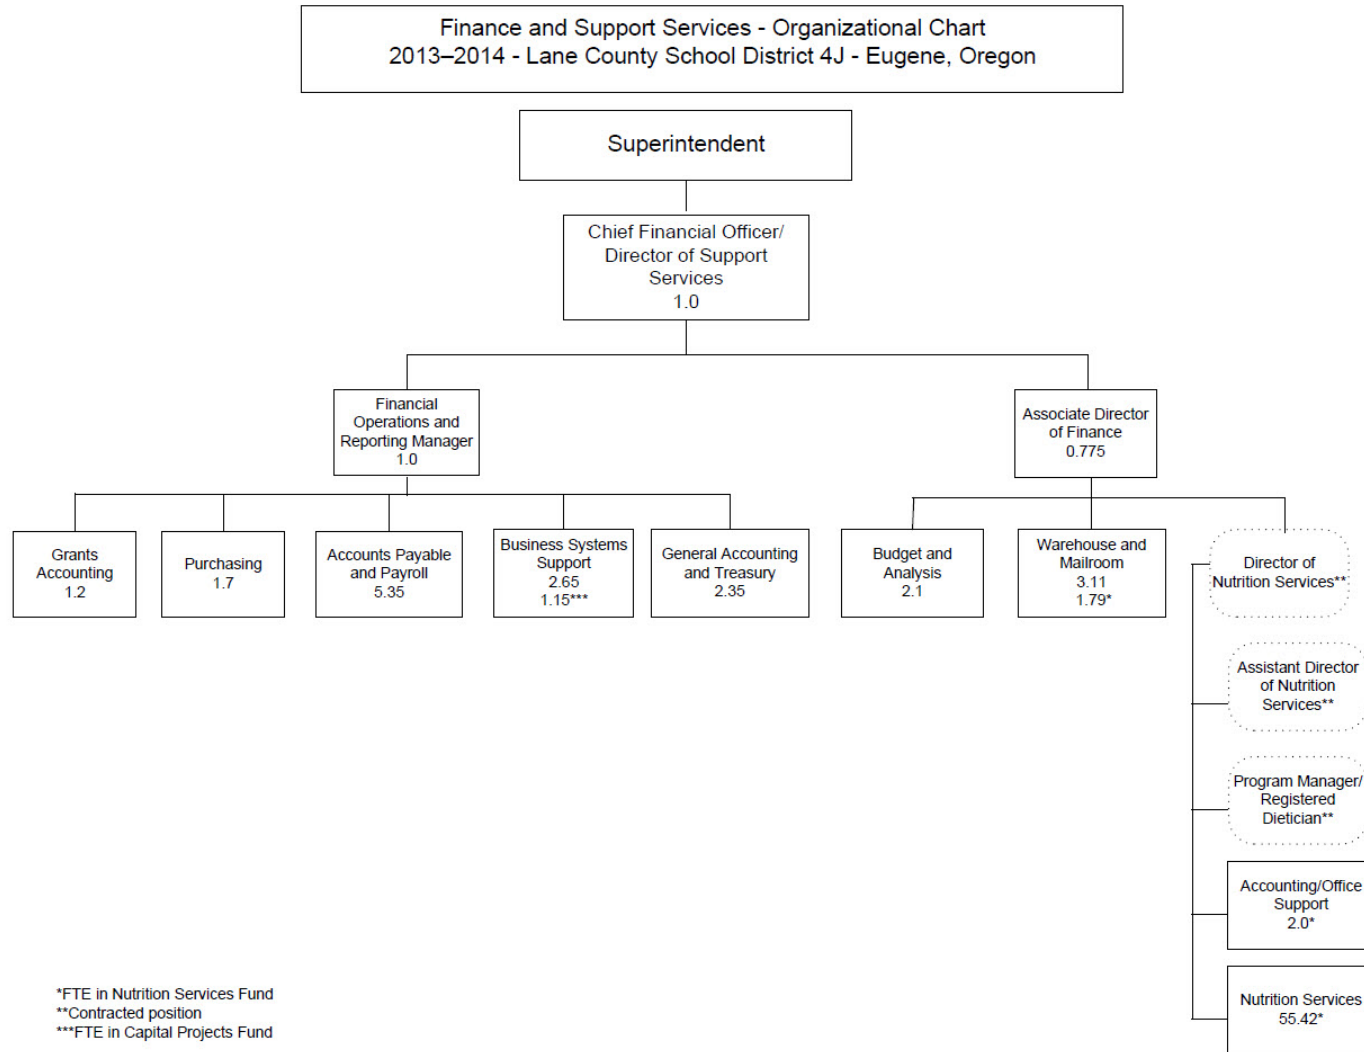 Finance and Support Services - Organizational Chart
2013–2014 - Lane County School District 4J - Eugene, Oregon
Superintendent
Chief Financial Officer/
Director of Support
Services
1.0
Financial
Operations and
Reporting Manager
1.0
Associate Director
of Finance
0.775
Grants
Accounting
1.2
Purchasing
1.7
Accounts Payable
and Payroll
5.35
Business Systems
Support
2.65
1.15***
General Accounting
and Treasury
2.35
Budget and
Analysis
2.1
Warehouse and
Mailroom
3.11
1.79*
Director of
Nutrition Services**
Assistant Director
of Nutrition
Services**
Program Manager/
Registered
Dietician**
Accounting/Office
Support
2.0*
Nutrition Services
55.42*
*FTE in Nutrition Services Fund
**Contracted position
***FTE in Capital Projects Fund